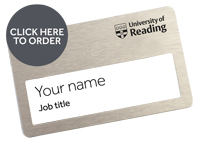 CLICK HERE
TO ORDER
University of
Reading
Your name
Job title